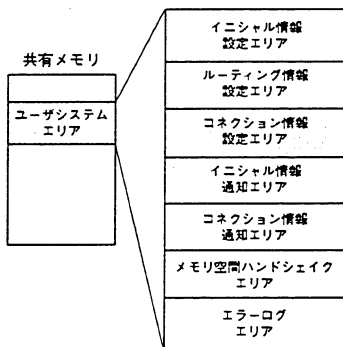 共有メモリ
ユーザシステム
エリア
イニシャル情報
設定エリア
ルーティング情報
設定エリア
コネクション情報
設定エリア
イニシャル情報
通知エリア
コネクション情報
通知エリア
メモリ空間ハンドシェイク
エリア
エラーログ
エリア